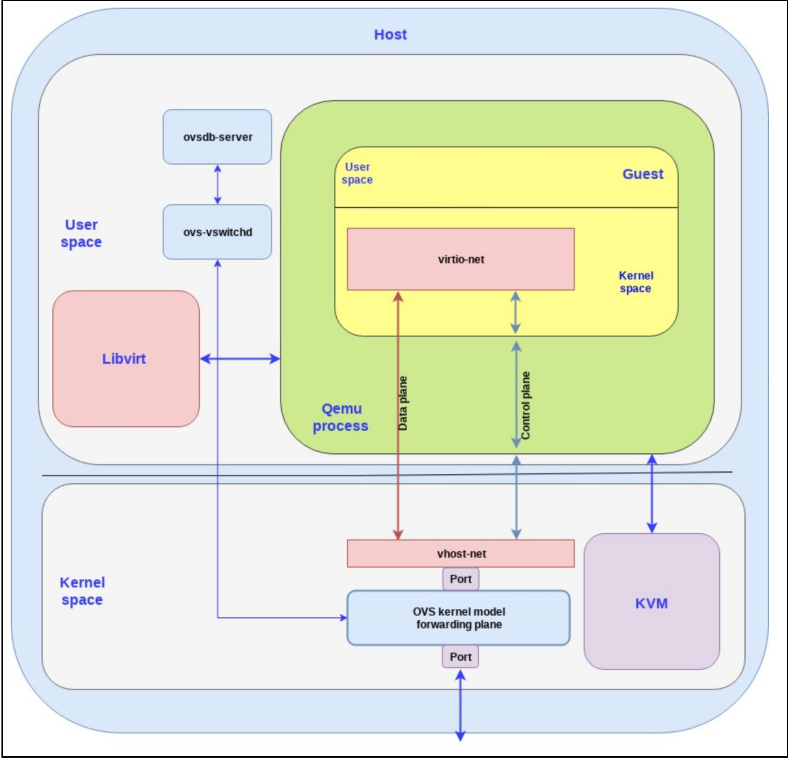 Host
ovsdb-server
User
space
Guest
ovs-vswitchd
User
space
virtio-net
Kernel
space
Libvirt
Data plane
Control plane
Qemu
process
vhost-net
Port
Kernel
space
OVS kernel model
forwarding plane
KVM
Port